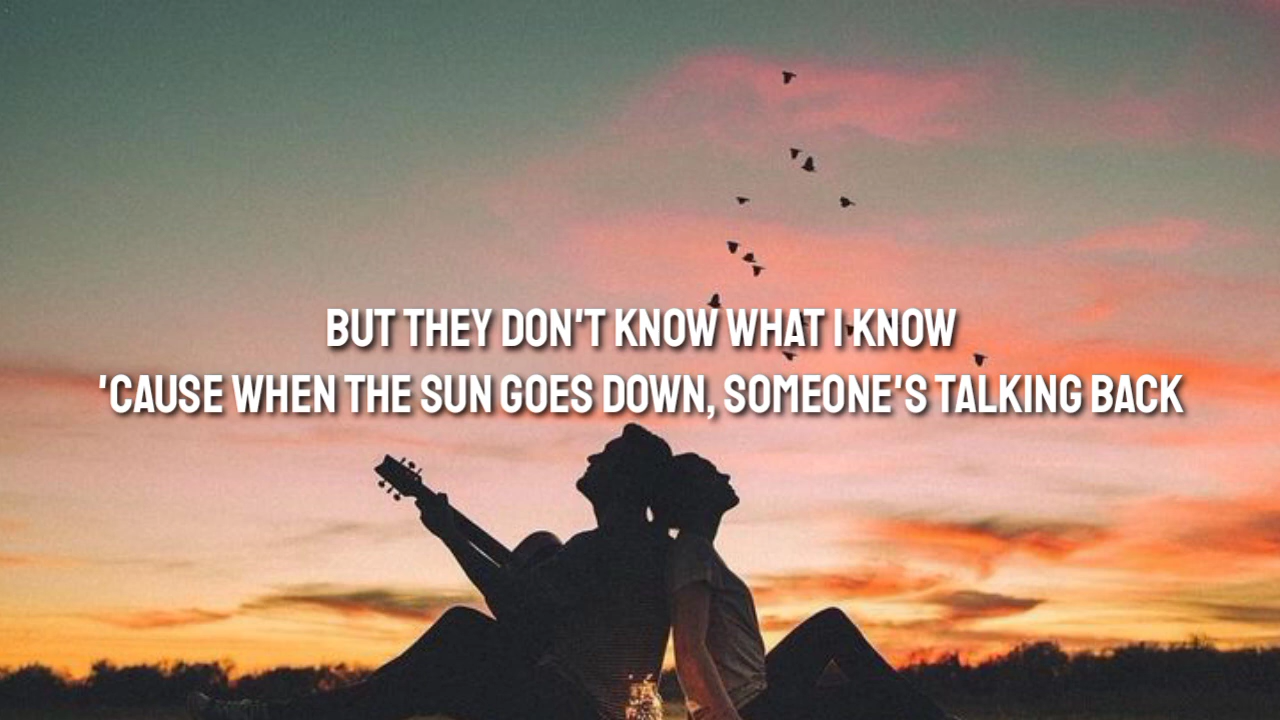 BUT THEY DON'T KNOW WHAT I KNOW
'CAUSE WHEN THE SUN GOES DOWN, SOMEONE'S TALKING BACK